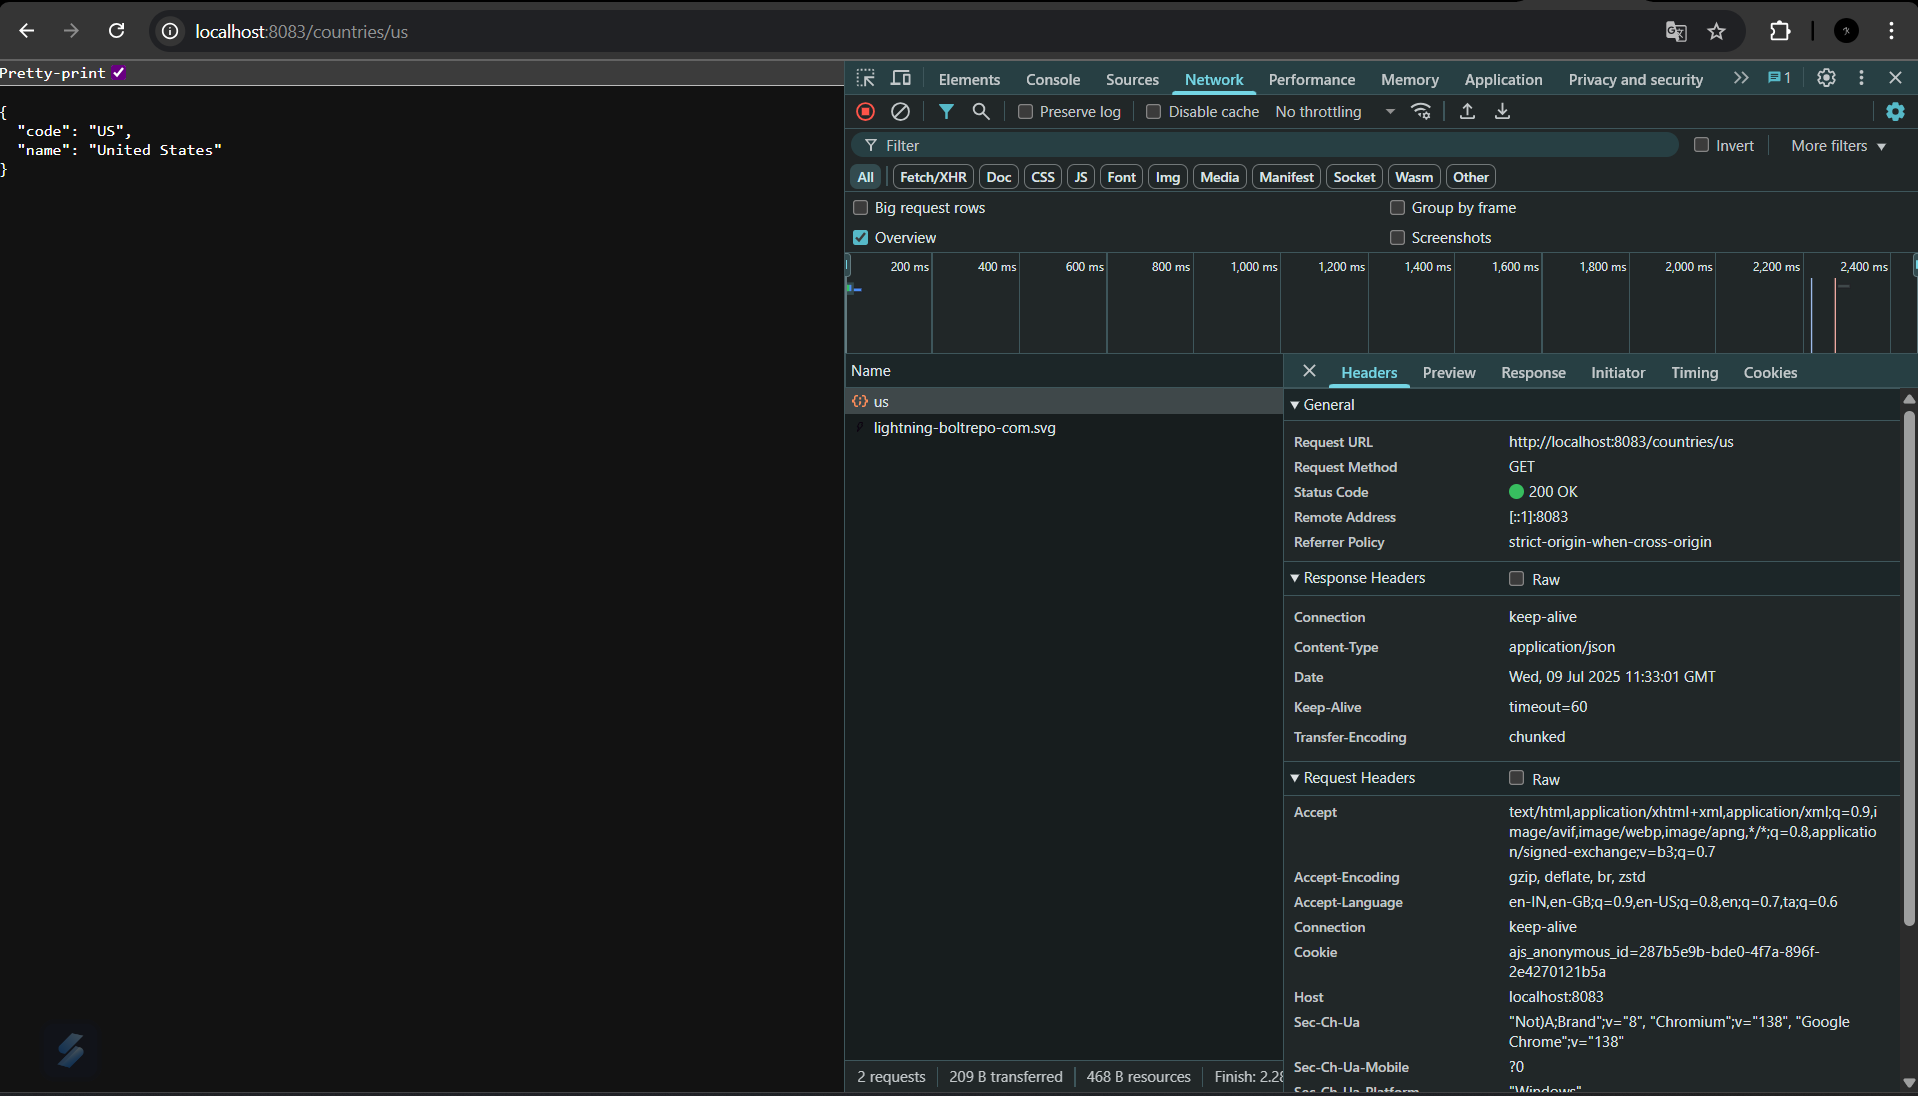 localhost:8083/countries/us
Pretty-print
{
"code": "US",
"name": "United States"
}
Elements Console Sources Network Performance Memory Application Privacy and security 1
Preserve log Disable cache No throttling
Filter Invert More filters
All Fetch/XHR Doc CSS JS Font Img Media Manifest Socket Wasm Other
Big request rows Group by frame
Overview Screenshots
200 ms 400 ms 600 ms 800 ms 1,000 ms 1,200 ms 1,400 ms 1,600 ms 1,800 ms 2,000 ms 2,200 ms 2,400 ms
Name
us
lightning-boltrepo-com.svg
Headers Preview Response Initiator Timing Cookies
General
Request URL http://localhost:8083/countries/us
Request Method GET
Status Code 200 OK
Remote Address [::1]:8083
Referrer Policy strict-origin-when-cross-origin
Response Headers Raw
Connection keep-alive
Content-Type application/json
Date Wed, 09 Jul 2025 11:33:01 GMT
Keep-Alive timeout=60
Transfer-Encoding chunked
Request Headers Raw
Accept text/html,application/xhtml+xml,application/xml;q=0.9,i
mage/avif,image/webp,image/apng,*/*;q=0.8,applicatio
n/signed-exchange;v=b3;q=0.7
Accept-Encoding gzip, deflate, br, zstd
Accept-Language en-IN,en-GB;q=0.9,en-US;q=0.8,en;q=0.7,ta;q=0.6
Connection keep-alive
Cookie ajs_anonymous_id=287b5e9b-bde0-4f7a-896f-
2e4270121b5a
Host localhost:8083
Sec-Ch-Ua "Not)A;Brand";v="8", "Chromium";v="138", "Google
Chrome";v="138"
Sec-Ch-Ua-Mobile ?0
Sec-Ch-Ua-Platform "Windows"
2 requests 209 B transferred 468 B resources Finish: 2.28